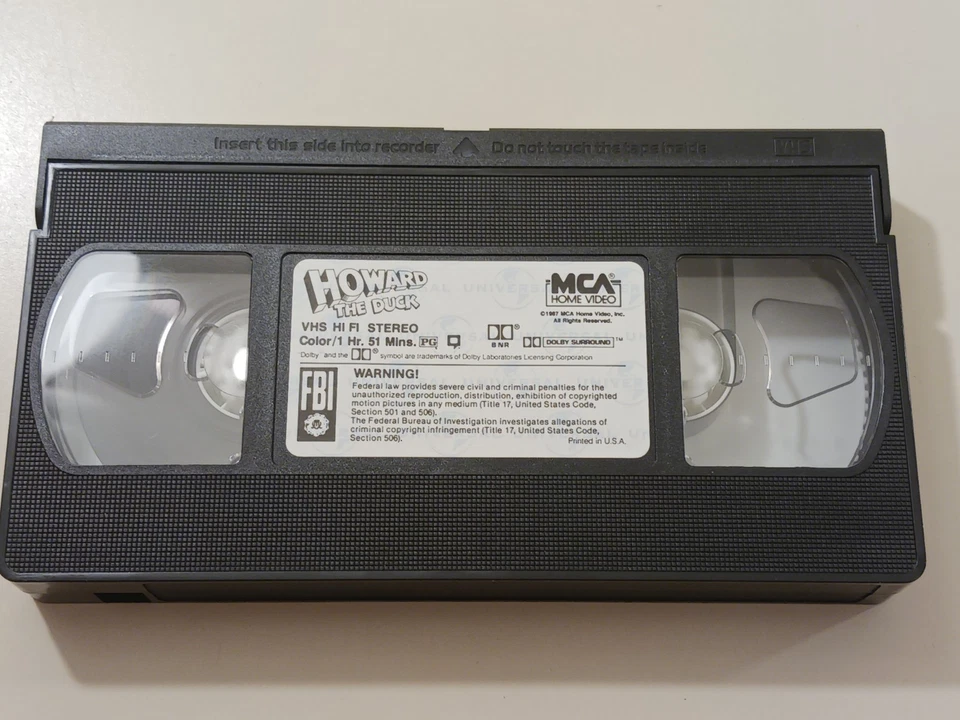 Insert this side into recorder Do not touch the tape inside VHS
HOWARD
THE DUCK
MCA®
HOME VIDEO
©1987 MCA Home Video, Inc.
All Rights Reserved.
VHS HI FI STEREO
Color/1 Hr. 51 Mins. PG
BNR
DOLBY SURROUND™
"Dolby" and the symbol are trademarks of Dolby Laboratories Licensing Corporation
FBI
WARNING!
Federal law provides severe civil and criminal penalties for the
unauthorized reproduction, distribution, exhibition of copyrighted
motion pictures in any medium (Title 17, United States Code,
Section 501 and 506).
The Federal Bureau of Investigation investigates allegations of
criminal copyright infringement (Title 17, United States Code,
Section 506).
Printed in U.S.A.